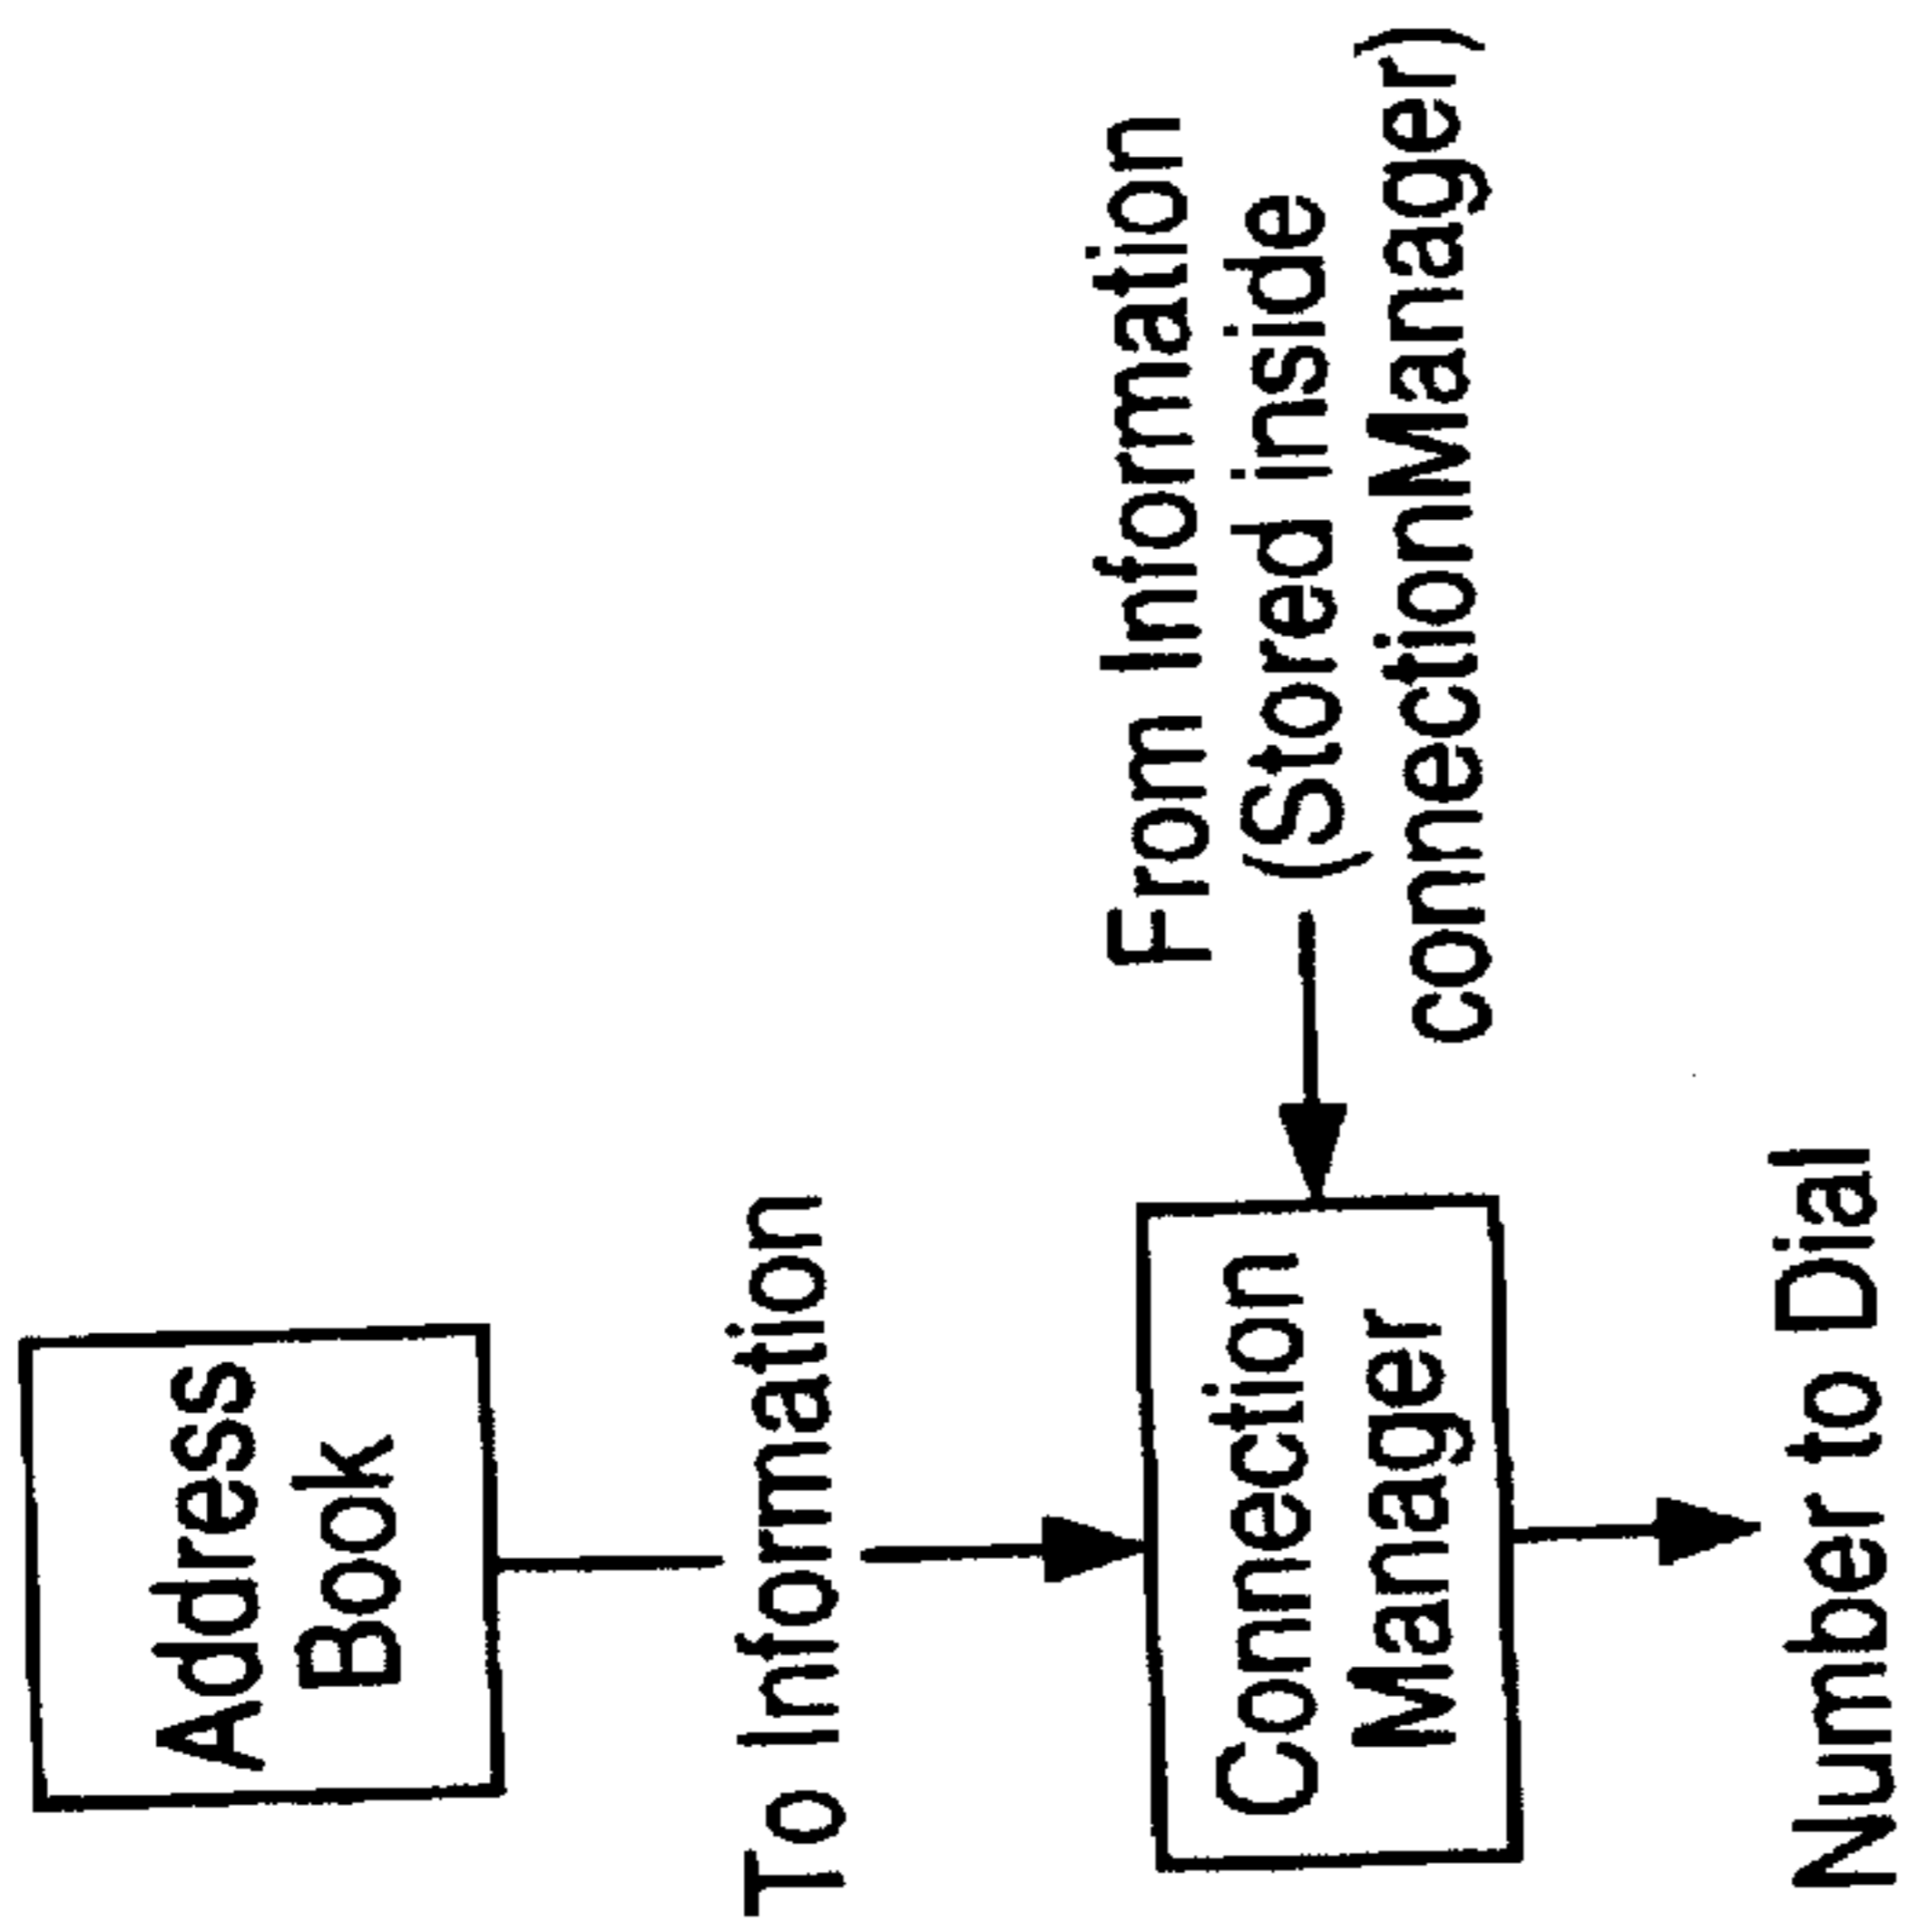 Address
Book
To Information
From Information
(Stored inside
connectionManager)
Connection
Manager
Number to Dial